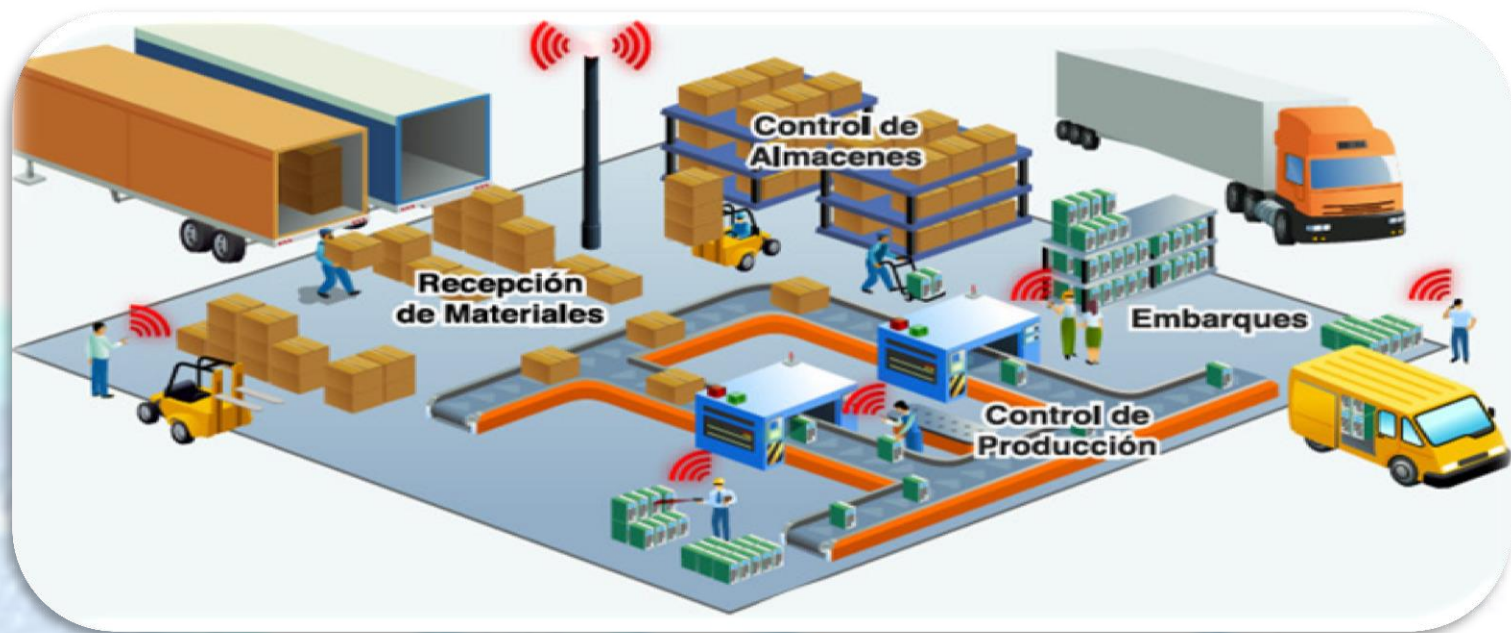 Control de
Almacenes
Recepción
de Materiales
Embarques
Control de
Producción